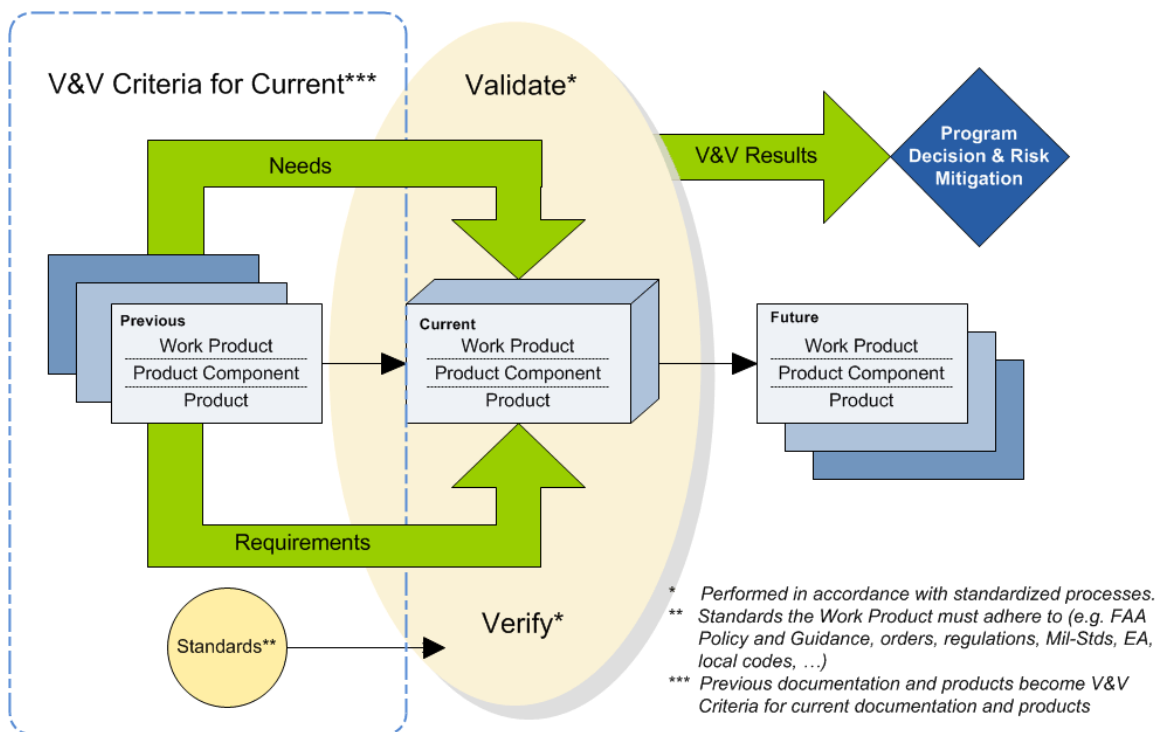 V&V Criteria for Current***
Validate*
Needs
V&V Results
Program
Decision & Risk
Mitigation
Previous
Work Product
Product Component
Product
Current
Work Product
Product Component
Product
Future
Work Product
Product Component
Product
Requirements
Standards**
Verify*
* Performed in accordance with standardized processes.
** Standards the Work Product must adhere to (e.g. FAA
Policy and Guidance, orders, regulations, Mil-Stds, EA,
local codes, …)
*** Previous documentation and products become V&V
Criteria for current documentation and products